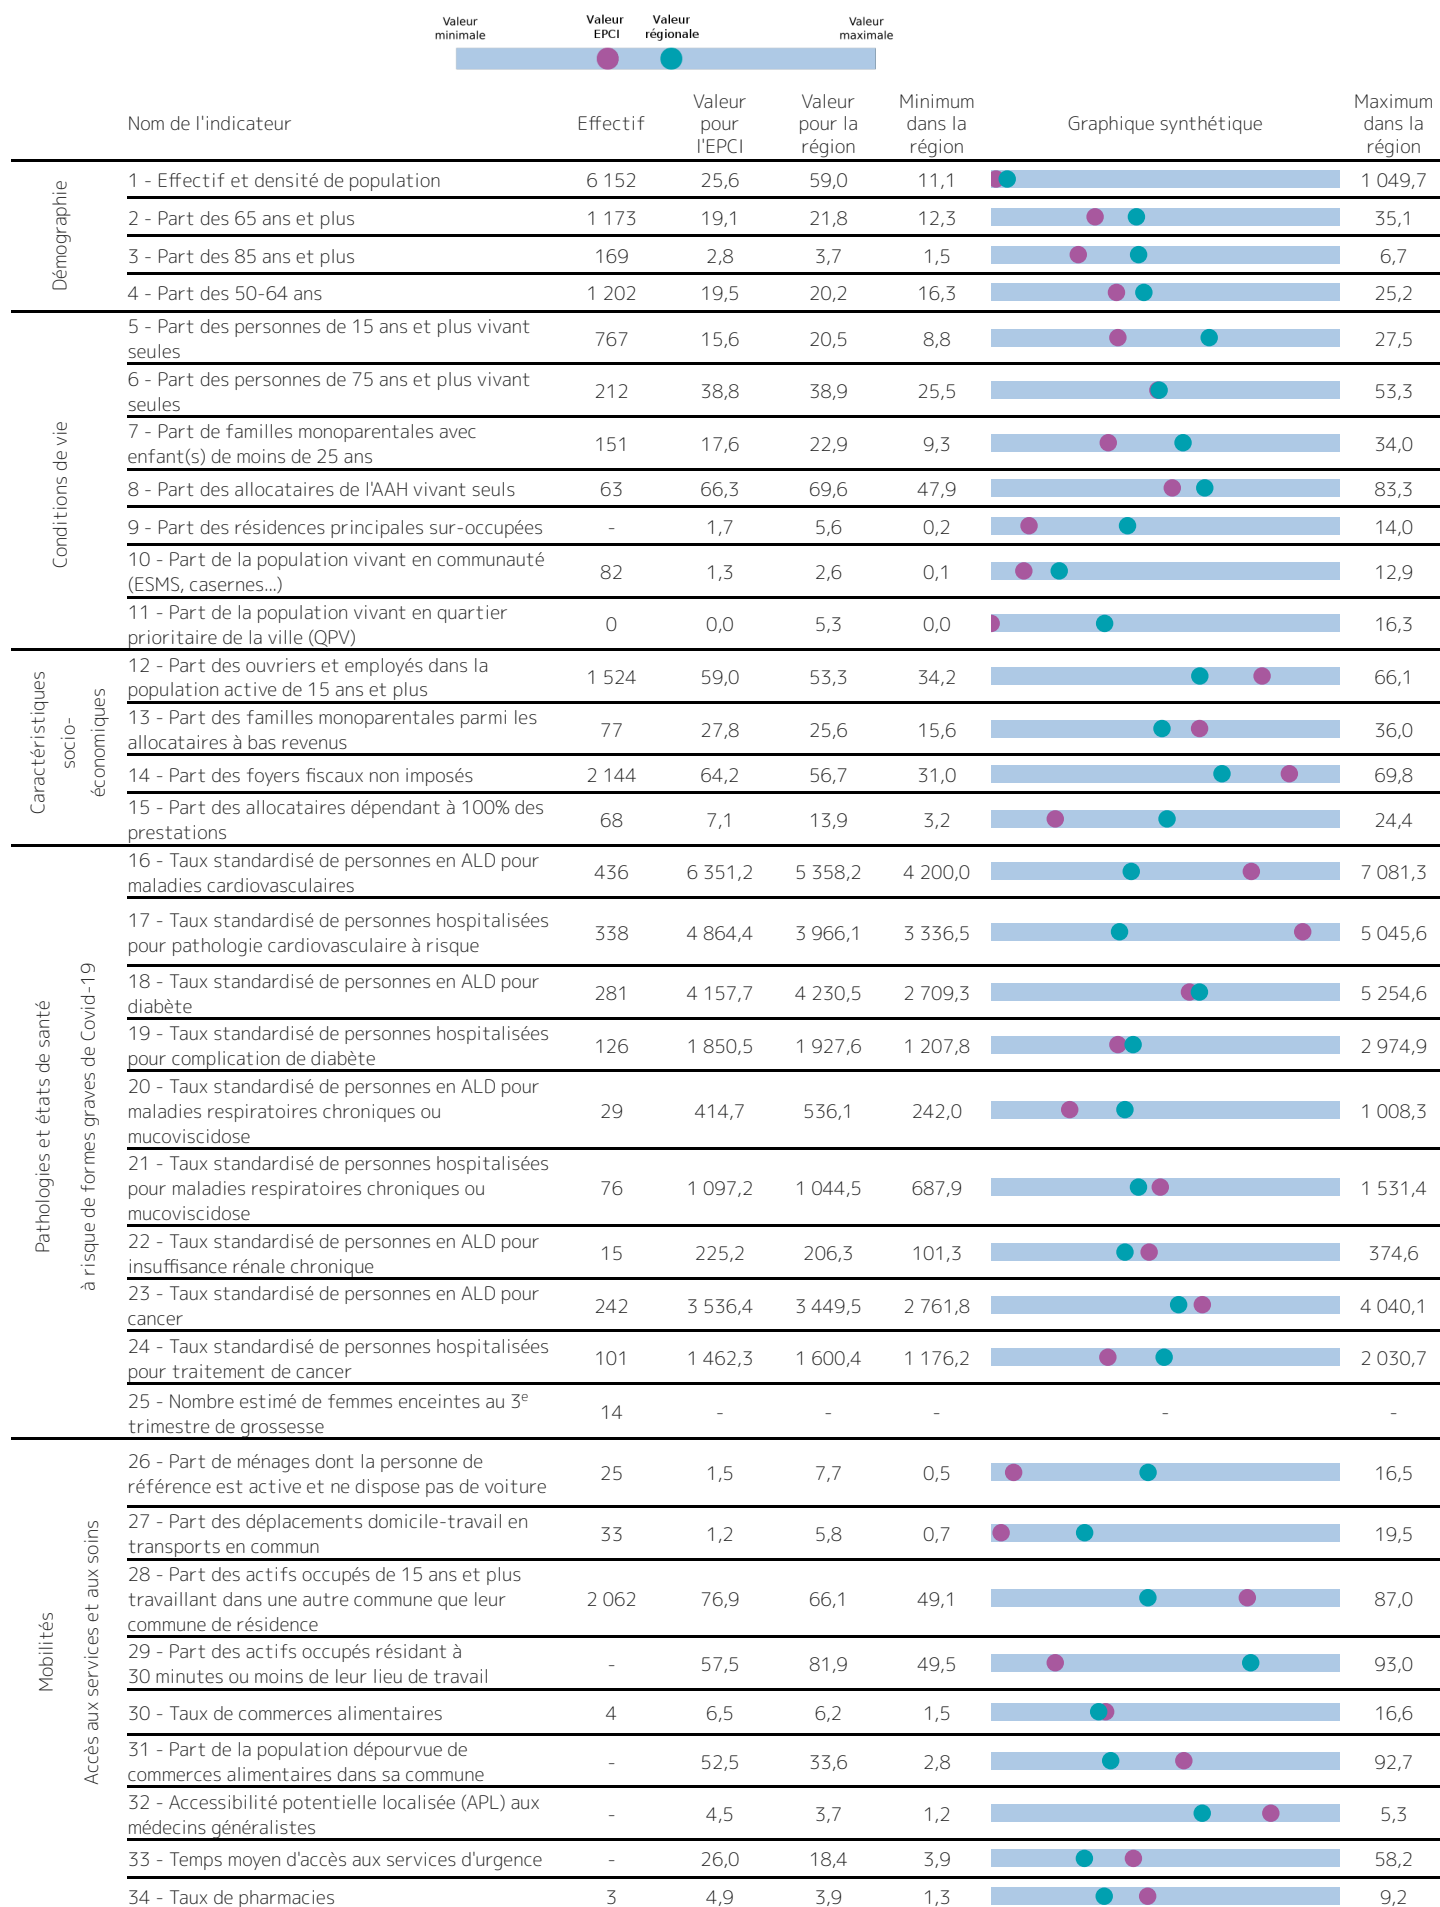 Valeur minimale
Valeur EPCI
Valeur régionale
Valeur maximale
Nom de l'indicateur Effectif Valeur pour l'EPCI Valeur pour la région Minimum dans la région Graphique synthétique Maximum dans la région
Démographie
1 - Effectif et densité de population 6 152 25,6 59,0 11,1 1 049,7
2 - Part des 65 ans et plus 1 173 19,1 21,8 12,3 35,1
3 - Part des 85 ans et plus 169 2,8 3,7 1,5 6,7
4 - Part des 50-64 ans 1 202 19,5 20,2 16,3 25,2
Conditions de vie
5 - Part des personnes de 15 ans et plus vivant
seules 767 15,6 20,5 8,8 27,5
6 - Part des personnes de 75 ans et plus vivant
seules 212 38,8 38,9 25,5 53,3
7 - Part de familles monoparentales avec
enfant(s) de moins de 25 ans 151 17,6 22,9 9,3 34,0
8 - Part des allocataires de l'AAH vivant seuls 63 66,3 69,6 47,9 83,3
9 - Part des résidences principales sur-occupées - 1,7 5,6 0,2 14,0
10 - Part de la population vivant en communauté
(ESMS, casernes...) 82 1,3 2,6 0,1 12,9
11 - Part de la population vivant en quartier
prioritaire de la ville (QPV) 0 0,0 5,3 0,0 16,3
Caractéristiques
socio-
économiques
12 - Part des ouvriers et employés dans la
population active de 15 ans et plus 1 524 59,0 53,3 34,2 66,1
13 - Part des familles monoparentales parmi les
allocataires à bas revenus 77 27,8 25,6 15,6 36,0
14 - Part des foyers fiscaux non imposés 2 144 64,2 56,7 31,0 69,8
15 - Part des allocataires dépendant à 100% des
prestations 68 7,1 13,9 3,2 24,4
Pathologies et états de santé
à risque de formes graves de Covid-19
16 - Taux standardisé de personnes en ALD pour
maladies cardiovasculaires 436 6 351,2 5 358,2 4 200,0 7 081,3
17 - Taux standardisé de personnes hospitalisées
pour pathologie cardiovasculaire à risque 338 4 864,4 3 966,1 3 336,5 5 045,6
18 - Taux standardisé de personnes en ALD pour
diabète 281 4 157,7 4 230,5 2 709,3 5 254,6
19 - Taux standardisé de personnes hospitalisées
pour complication de diabète 126 1 850,5 1 927,6 1 207,8 2 974,9
20 - Taux standardisé de personnes en ALD pour
maladies respiratoires chroniques ou 29 414,7 536,1 242,0 1 008,3
mucoviscidose
21 - Taux standardisé de personnes hospitalisées
pour maladies respiratoires chroniques ou 76 1 097,2 1 044,5 687,9 1 531,4
mucoviscidose
22 - Taux standardisé de personnes en ALD pour
insuffisance rénale chronique 15 225,2 206,3 101,3 374,6
23 - Taux standardisé de personnes en ALD pour
cancer 242 3 536,4 3 449,5 2 761,8 4 040,1
24 - Taux standardisé de personnes hospitalisées
pour traitement de cancer 101 1 462,3 1 600,4 1 176,2 2 030,7
25 - Nombre estimé de femmes enceintes au 3e
trimestre de grossesse 14 - - - - -
Mobilités
Accès aux services et aux soins
26 - Part de ménages dont la personne de
référence est active et ne dispose pas de voiture 25 1,5 7,7 0,5 16,5
27 - Part des déplacements domicile-travail en
transports en commun 33 1,2 5,8 0,7 19,5
28 - Part des actifs occupés de 15 ans et plus
travaillant dans une autre commune que leur 2 062 76,9 66,1 49,1 87,0
commune de résidence
29 - Part des actifs occupés résidant à
30 minutes ou moins de leur lieu de travail - 57,5 81,9 49,5 93,0
30 - Taux de commerces alimentaires 4 6,5 6,2 1,5 16,6
31 - Part de la population dépourvue de
commerces alimentaires dans sa commune - 52,5 33,6 2,8 92,7
32 - Accessibilité potentielle localisée (APL) aux
médecins généralistes - 4,5 3,7 1,2 5,3
33 - Temps moyen d'accès aux services d'urgence - 26,0 18,4 3,9 58,2
34 - Taux de pharmacies 3 4,9 3,9 1,3 9,2